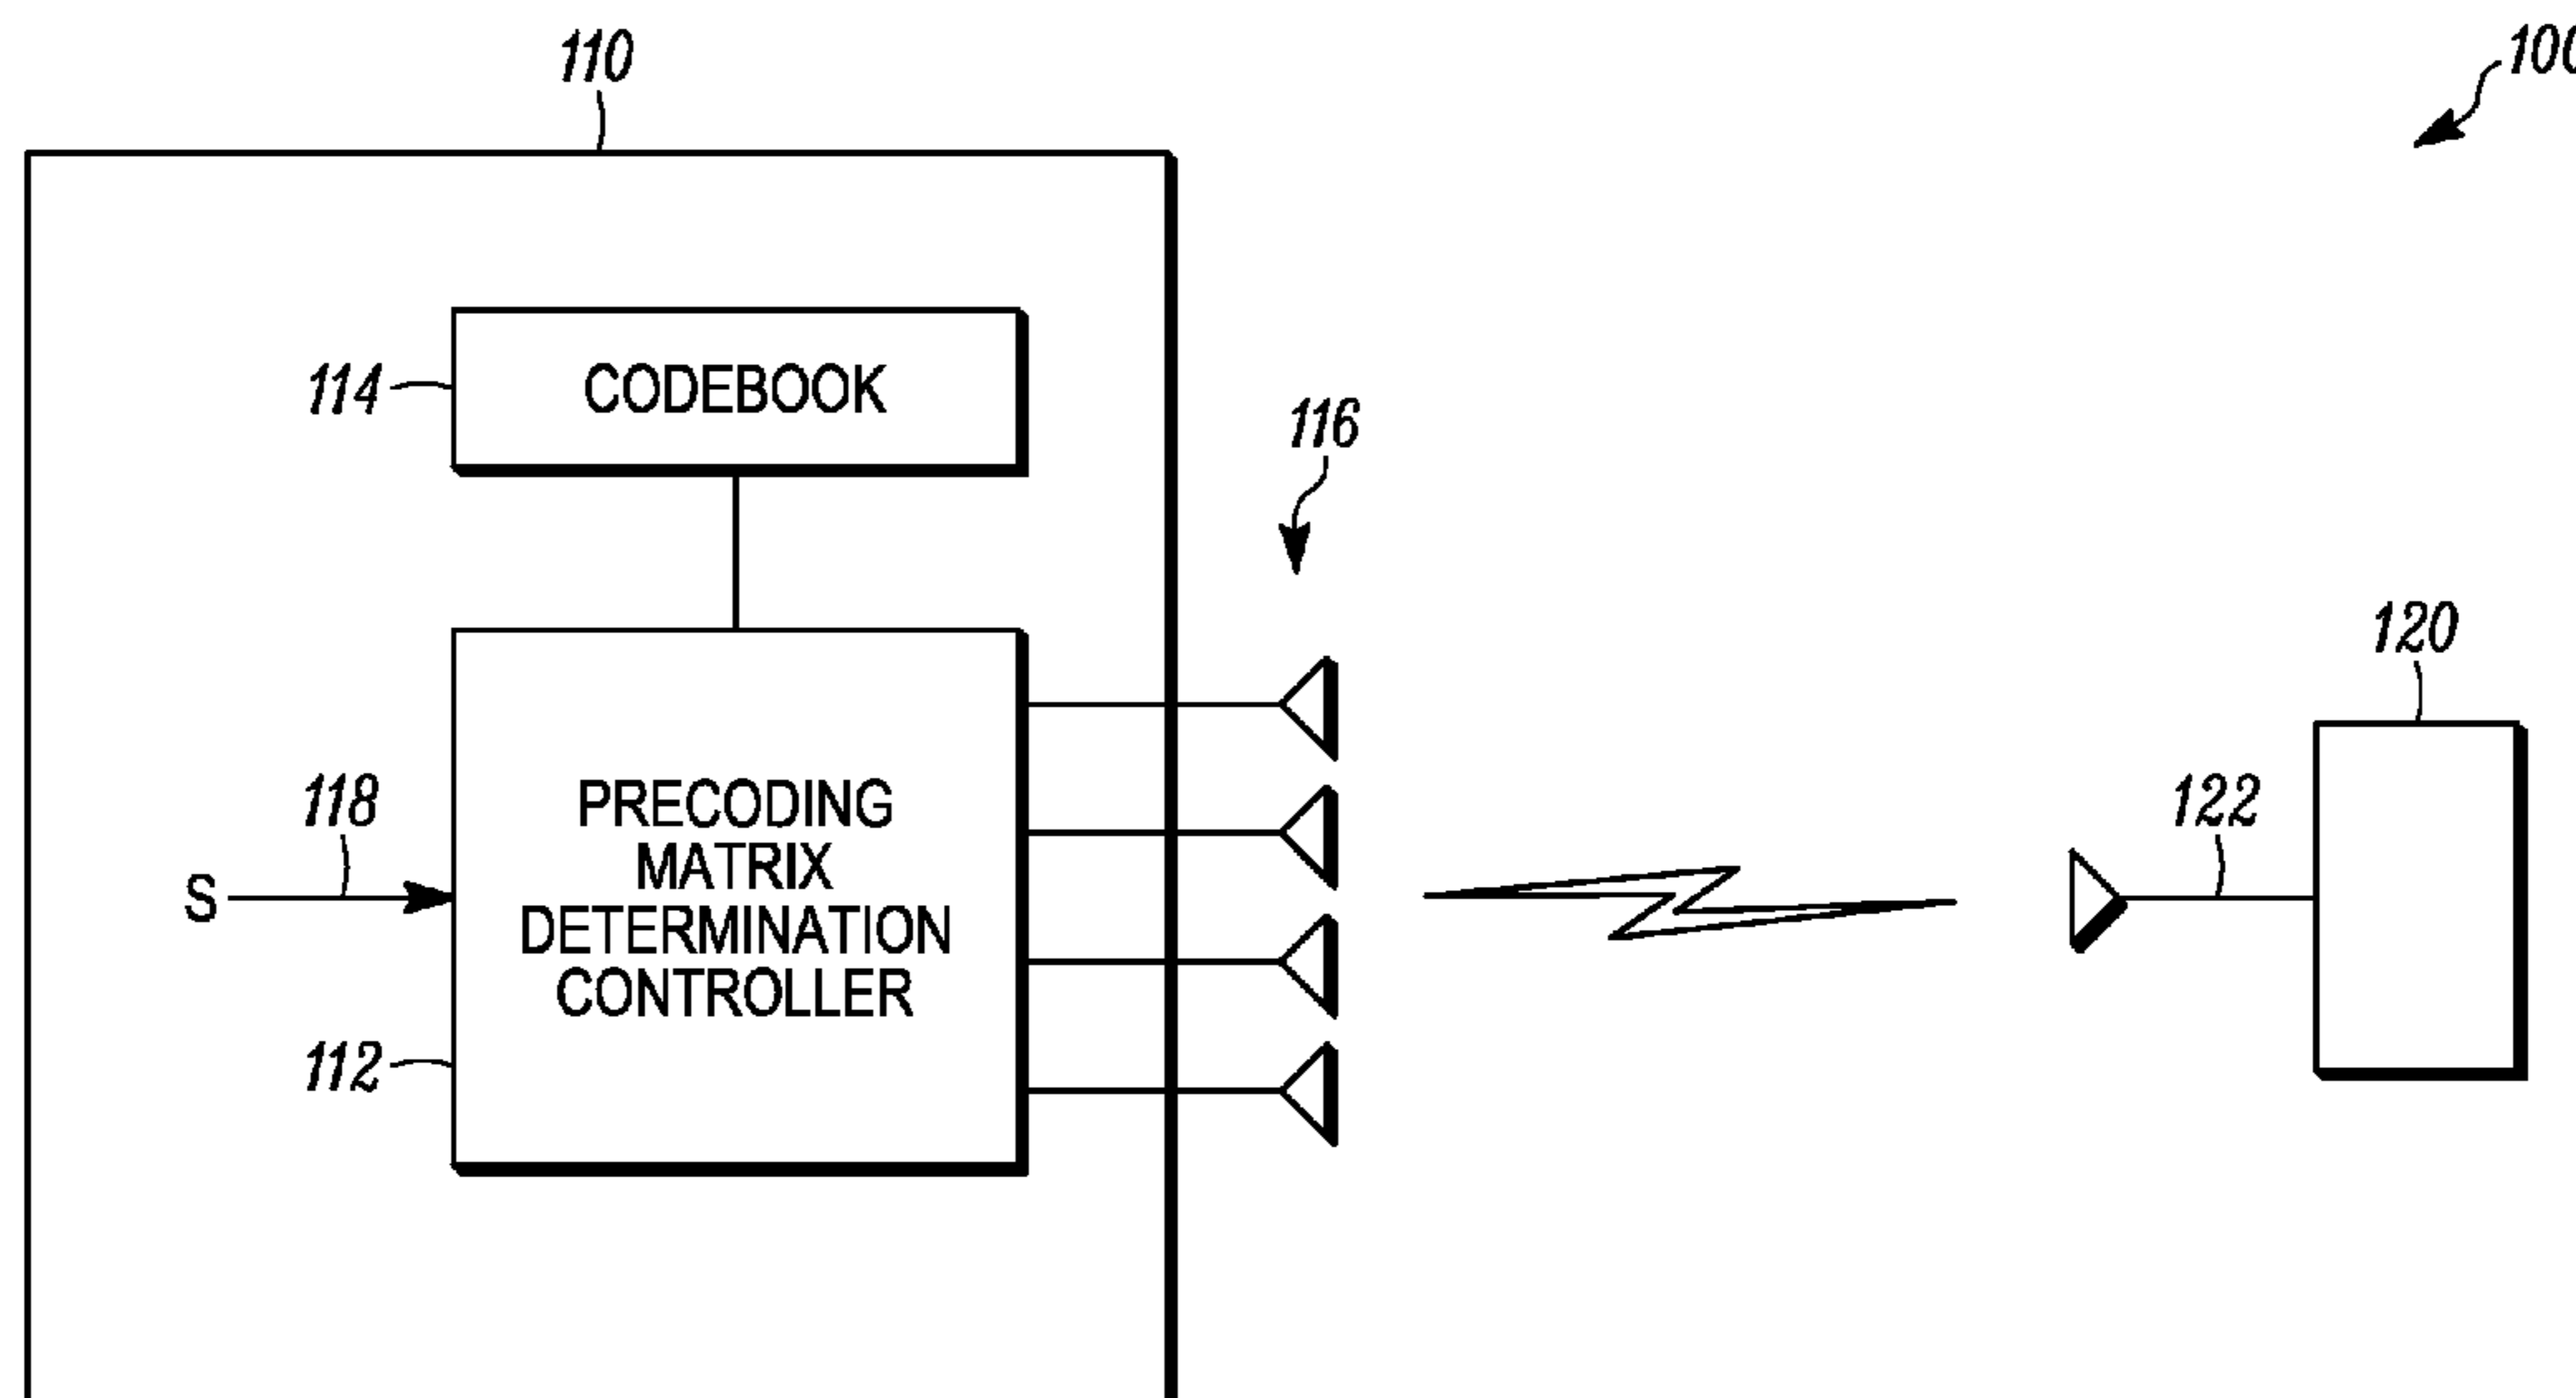 110
100
114
CODEBOOK
116
120
118
122
S
PRECODING
MATRIX
DETERMINATION
CONTROLLER
112